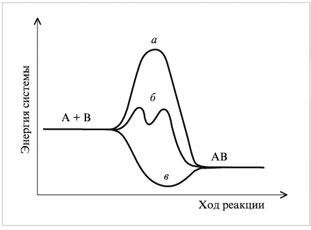 Энергия системы
а
б
A + B
AB
в
Ход реакции